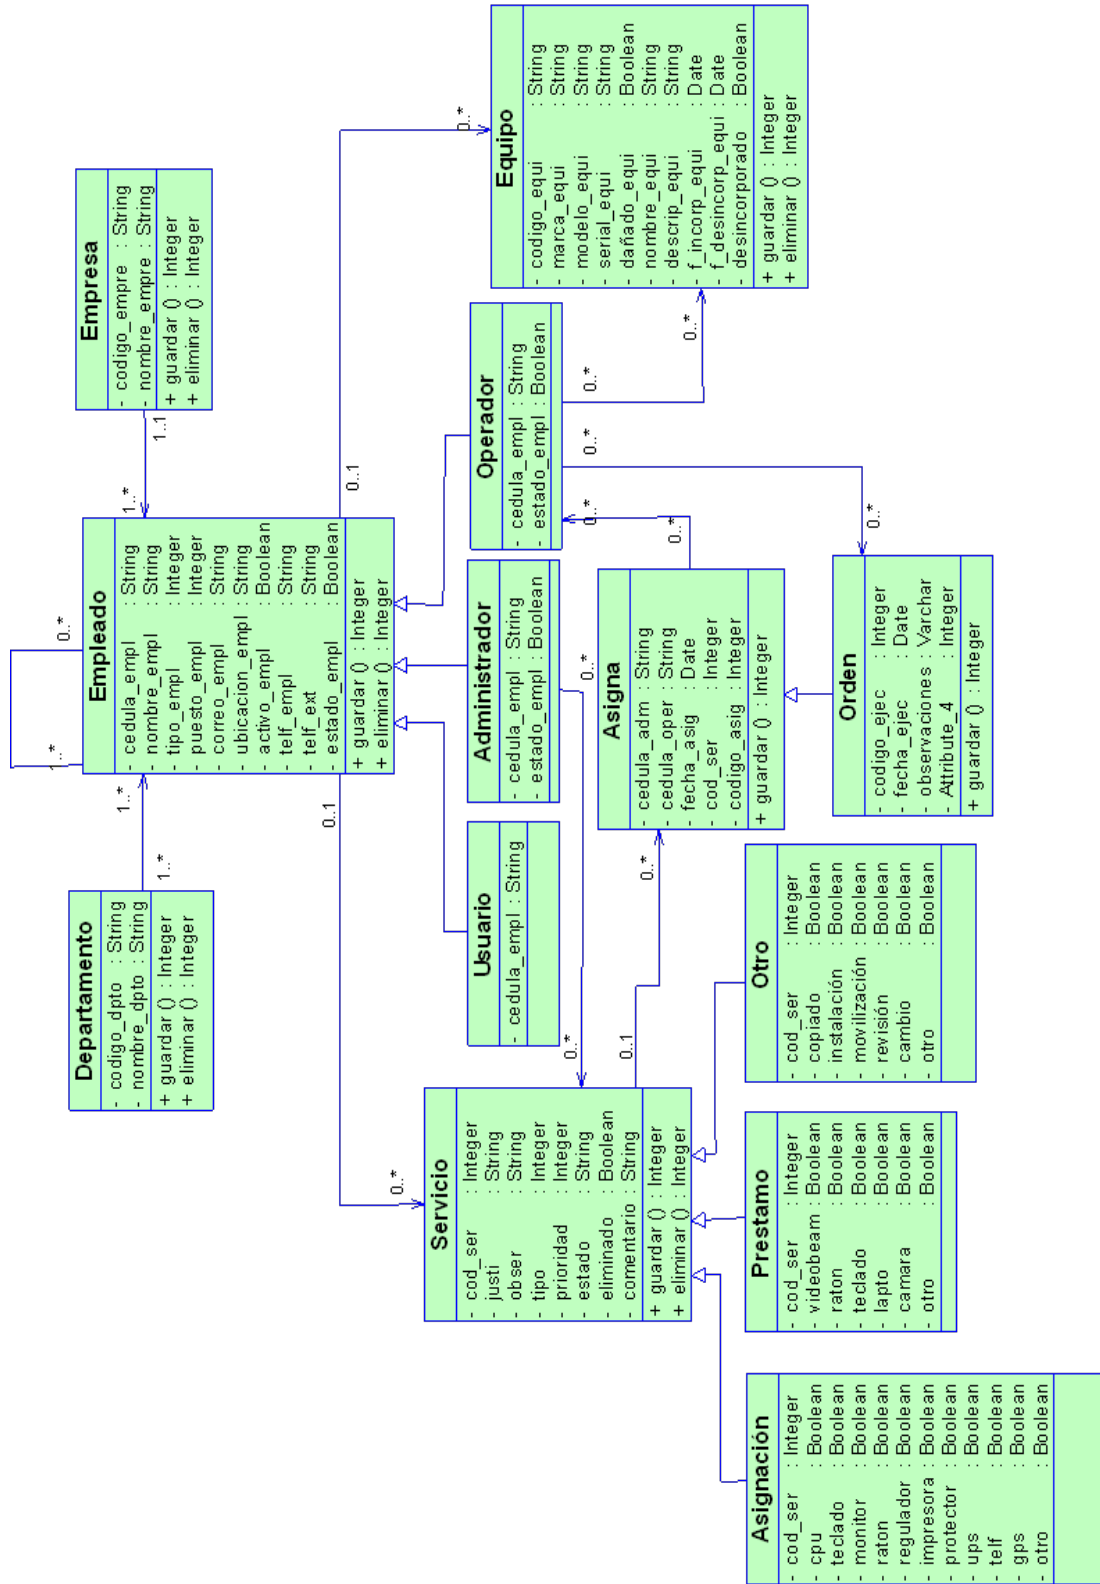 Empresa
- codigo_empre : String
- nombre_empre : String
+ guardar () : Integer
+ eliminar () : Integer
1..1
1..*
Departamento
- codigo_dpto : String
- nombre_dpto : String
+ guardar () : Integer
+ eliminar () : Integer
1..*
1..*
Empleado
- cedula_empl : String
- nombre_empl : String
- tipo_empl : Integer
- puesto_empl : Integer
- correo_empl : String
- ubicacion_empl : String
- activo_empl : Boolean
- telf_empl : String
- telf_ext : String
- estado_empl : Boolean
+ guardar () : Integer
+ eliminar () : Integer
0..*
1..*
0..1
0..*
0..1
0..*
Equipo
- codigo_equi : String
- marca_equi : String
- modelo_equi : String
- serial_equi : String
- dañado_equi : Boolean
- nombre_equi : String
- descrip_equi : String
- f_incorp_equi : Date
- f_desincorp_equi : Date
- desincorporado : Boolean
+ guardar () : Integer
+ eliminar () : Integer
Usuario
- cedula_empl : String
Administrador
- cedula_empl : String
- estado_empl : Boolean
0..*
0..*
Operador
- cedula_empl : String
- estado_empl : Boolean
0..*
0..*
0..*
0..*
0..*
0..*
Servicio
- cod_ser : Integer
- justi : String
- obser : String
- tipo : Integer
- prioridad : Integer
- estado : String
- eliminado : Boolean
- comentario : String
+ guardar () : Integer
+ eliminar () : Integer
0..1
0..*
Asigna
- cedula_adm : String
- cedula_oper : String
- fecha_asig : Date
- cod_ser : Integer
- codigo_asig : Integer
+ guardar () : Integer
Asignación
- cod_ser : Integer
- cpu : Boolean
- teclado : Boolean
- monitor : Boolean
- raton : Boolean
- regulador : Boolean
- impresora : Boolean
- protector : Boolean
- ups : Boolean
- telf : Boolean
- gps : Boolean
- otro : Boolean
Prestamo
- cod_ser : Integer
- videobeam : Boolean
- raton : Boolean
- teclado : Boolean
- lapto : Boolean
- camara : Boolean
- otro : Boolean
Otro
- cod_ser : Integer
- copiado : Boolean
- instalación : Boolean
- movilización : Boolean
- revisión : Boolean
- cambio : Boolean
- otro : Boolean
Orden
- codigo_ejec : Integer
- fecha_ejec : Date
- observaciones : Varchar
- Attribute_4 : Integer
+ guardar () : Integer